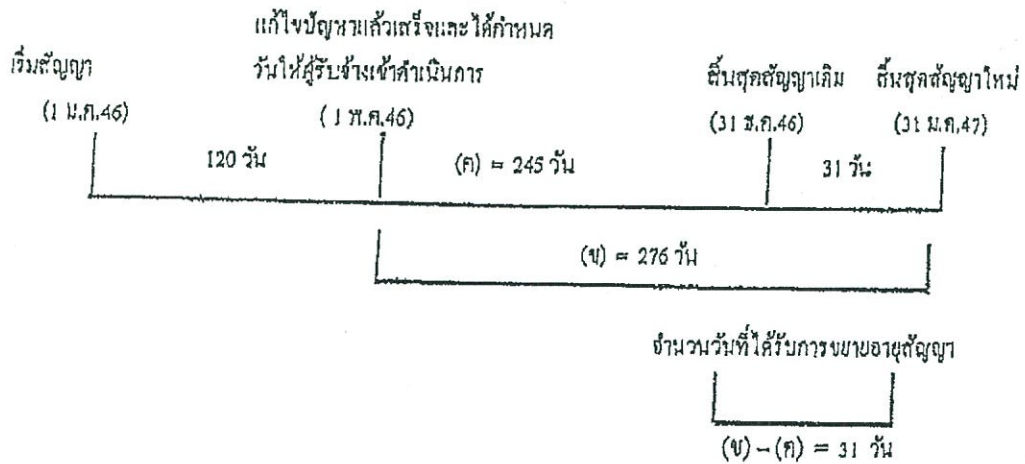 แก้ไขปัญหาแล้วเสร็จและได้กำหนด
วันให้ผู้รับจ้างเข้าดำเนินการ
เริ่มสัญญา
(1 ม.ค.46)
(1 พ.ค.46)
สิ้นสุดสัญญาเดิม
(31 ธ.ค.46)
สิ้นสุดสัญญาใหม่
(31 ม.ค.47)
120 วัน
(ค) = 245 วัน
31 วัน
(ข) = 276 วัน
จำนวนวันที่ได้รับการขยายอายุสัญญา
(ข) – (ค) = 31 วัน